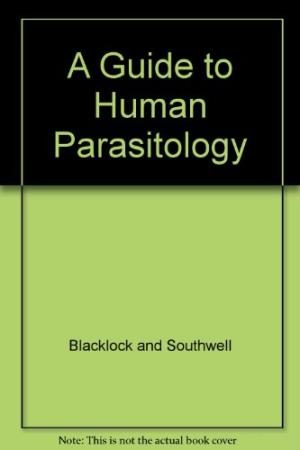 A Guide to
Human
Parasitology
Blacklock and Southwell
Note: This is not the actual book cover